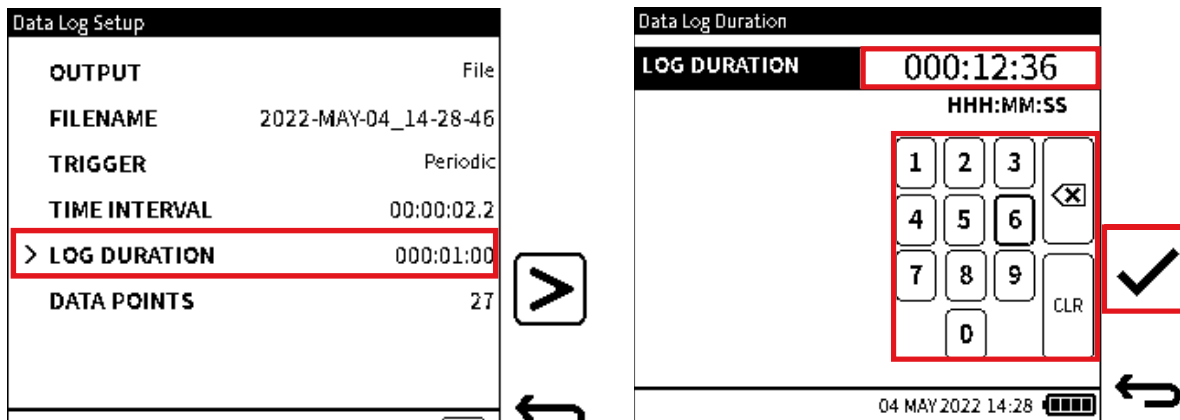 Data Log Setup
OUTPUT File
FILENAME 2022-MAY-04_14-28-46
TRIGGER Periodic
TIME INTERVAL 00:00:02.2
> LOG DURATION 000:01:00
DATA POINTS 27
>
Data Log Duration
LOG DURATION 000:12:36
HHH:MM:SS
1 2 3
4 5 6
7 8 9
CLR
0
04 MAY 2022 14:28